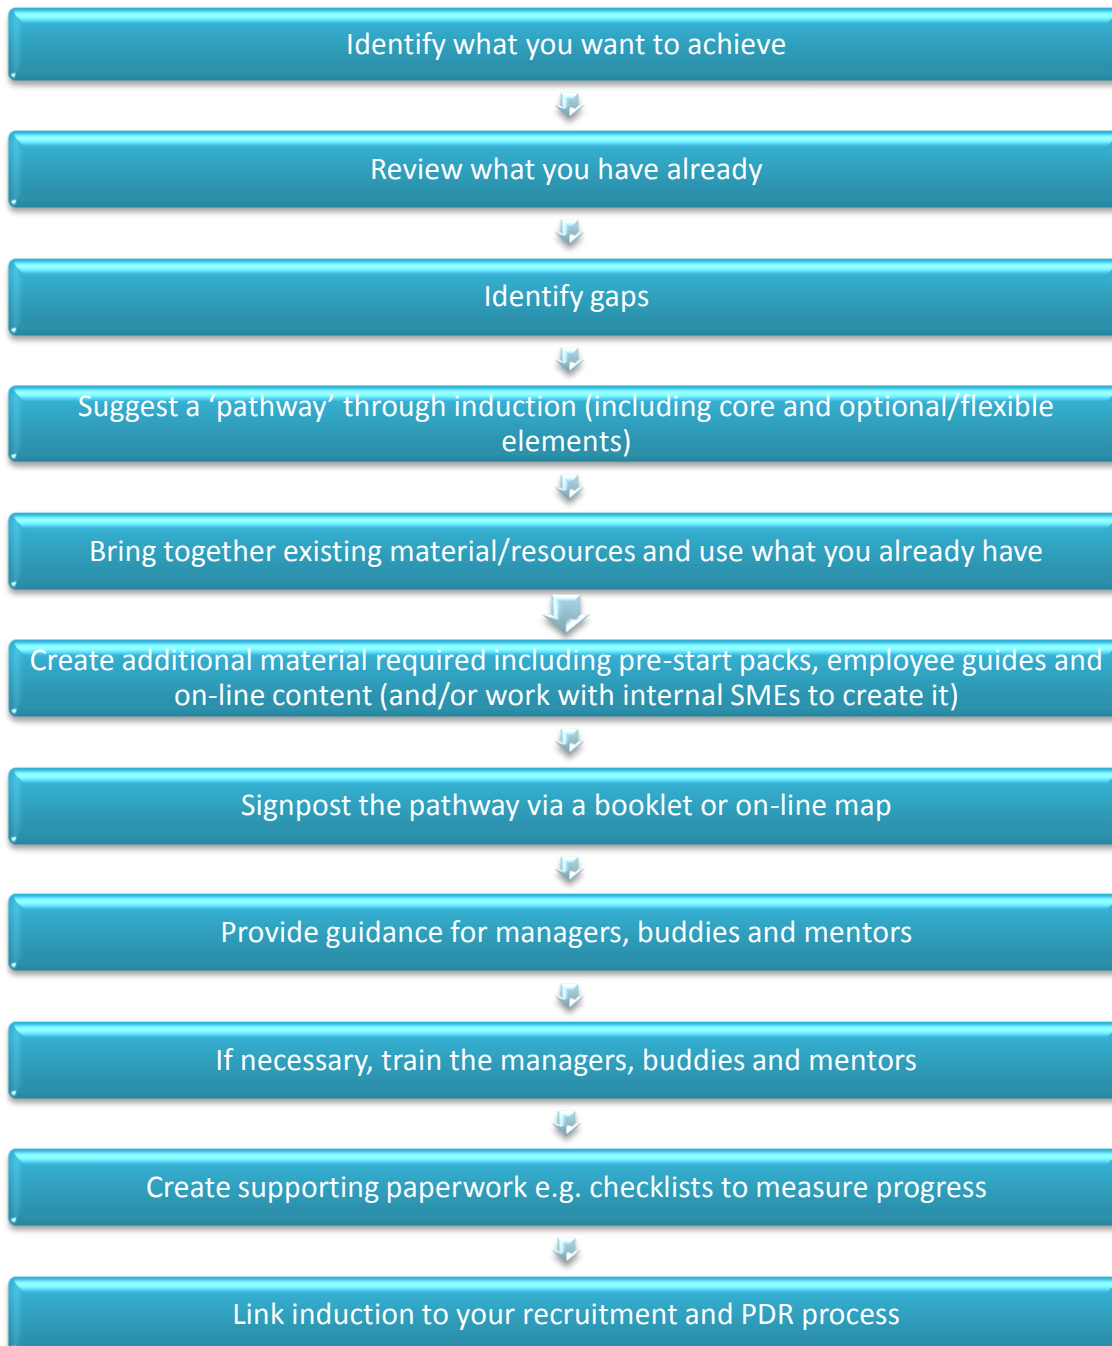 Identify what you want to achieve
Review what you have already
Identify gaps
Suggest a ‘pathway’ through induction (including core and optional/flexible
elements)
Bring together existing material/resources and use what you already have
Create additional material required including pre-start packs, employee guides and
on-line content (and/or work with internal SMEs to create it)
Signpost the pathway via a booklet or on-line map
Provide guidance for managers, buddies and mentors
If necessary, train the managers, buddies and mentors
Create supporting paperwork e.g. checklists to measure progress
Link induction to your recruitment and PDR process